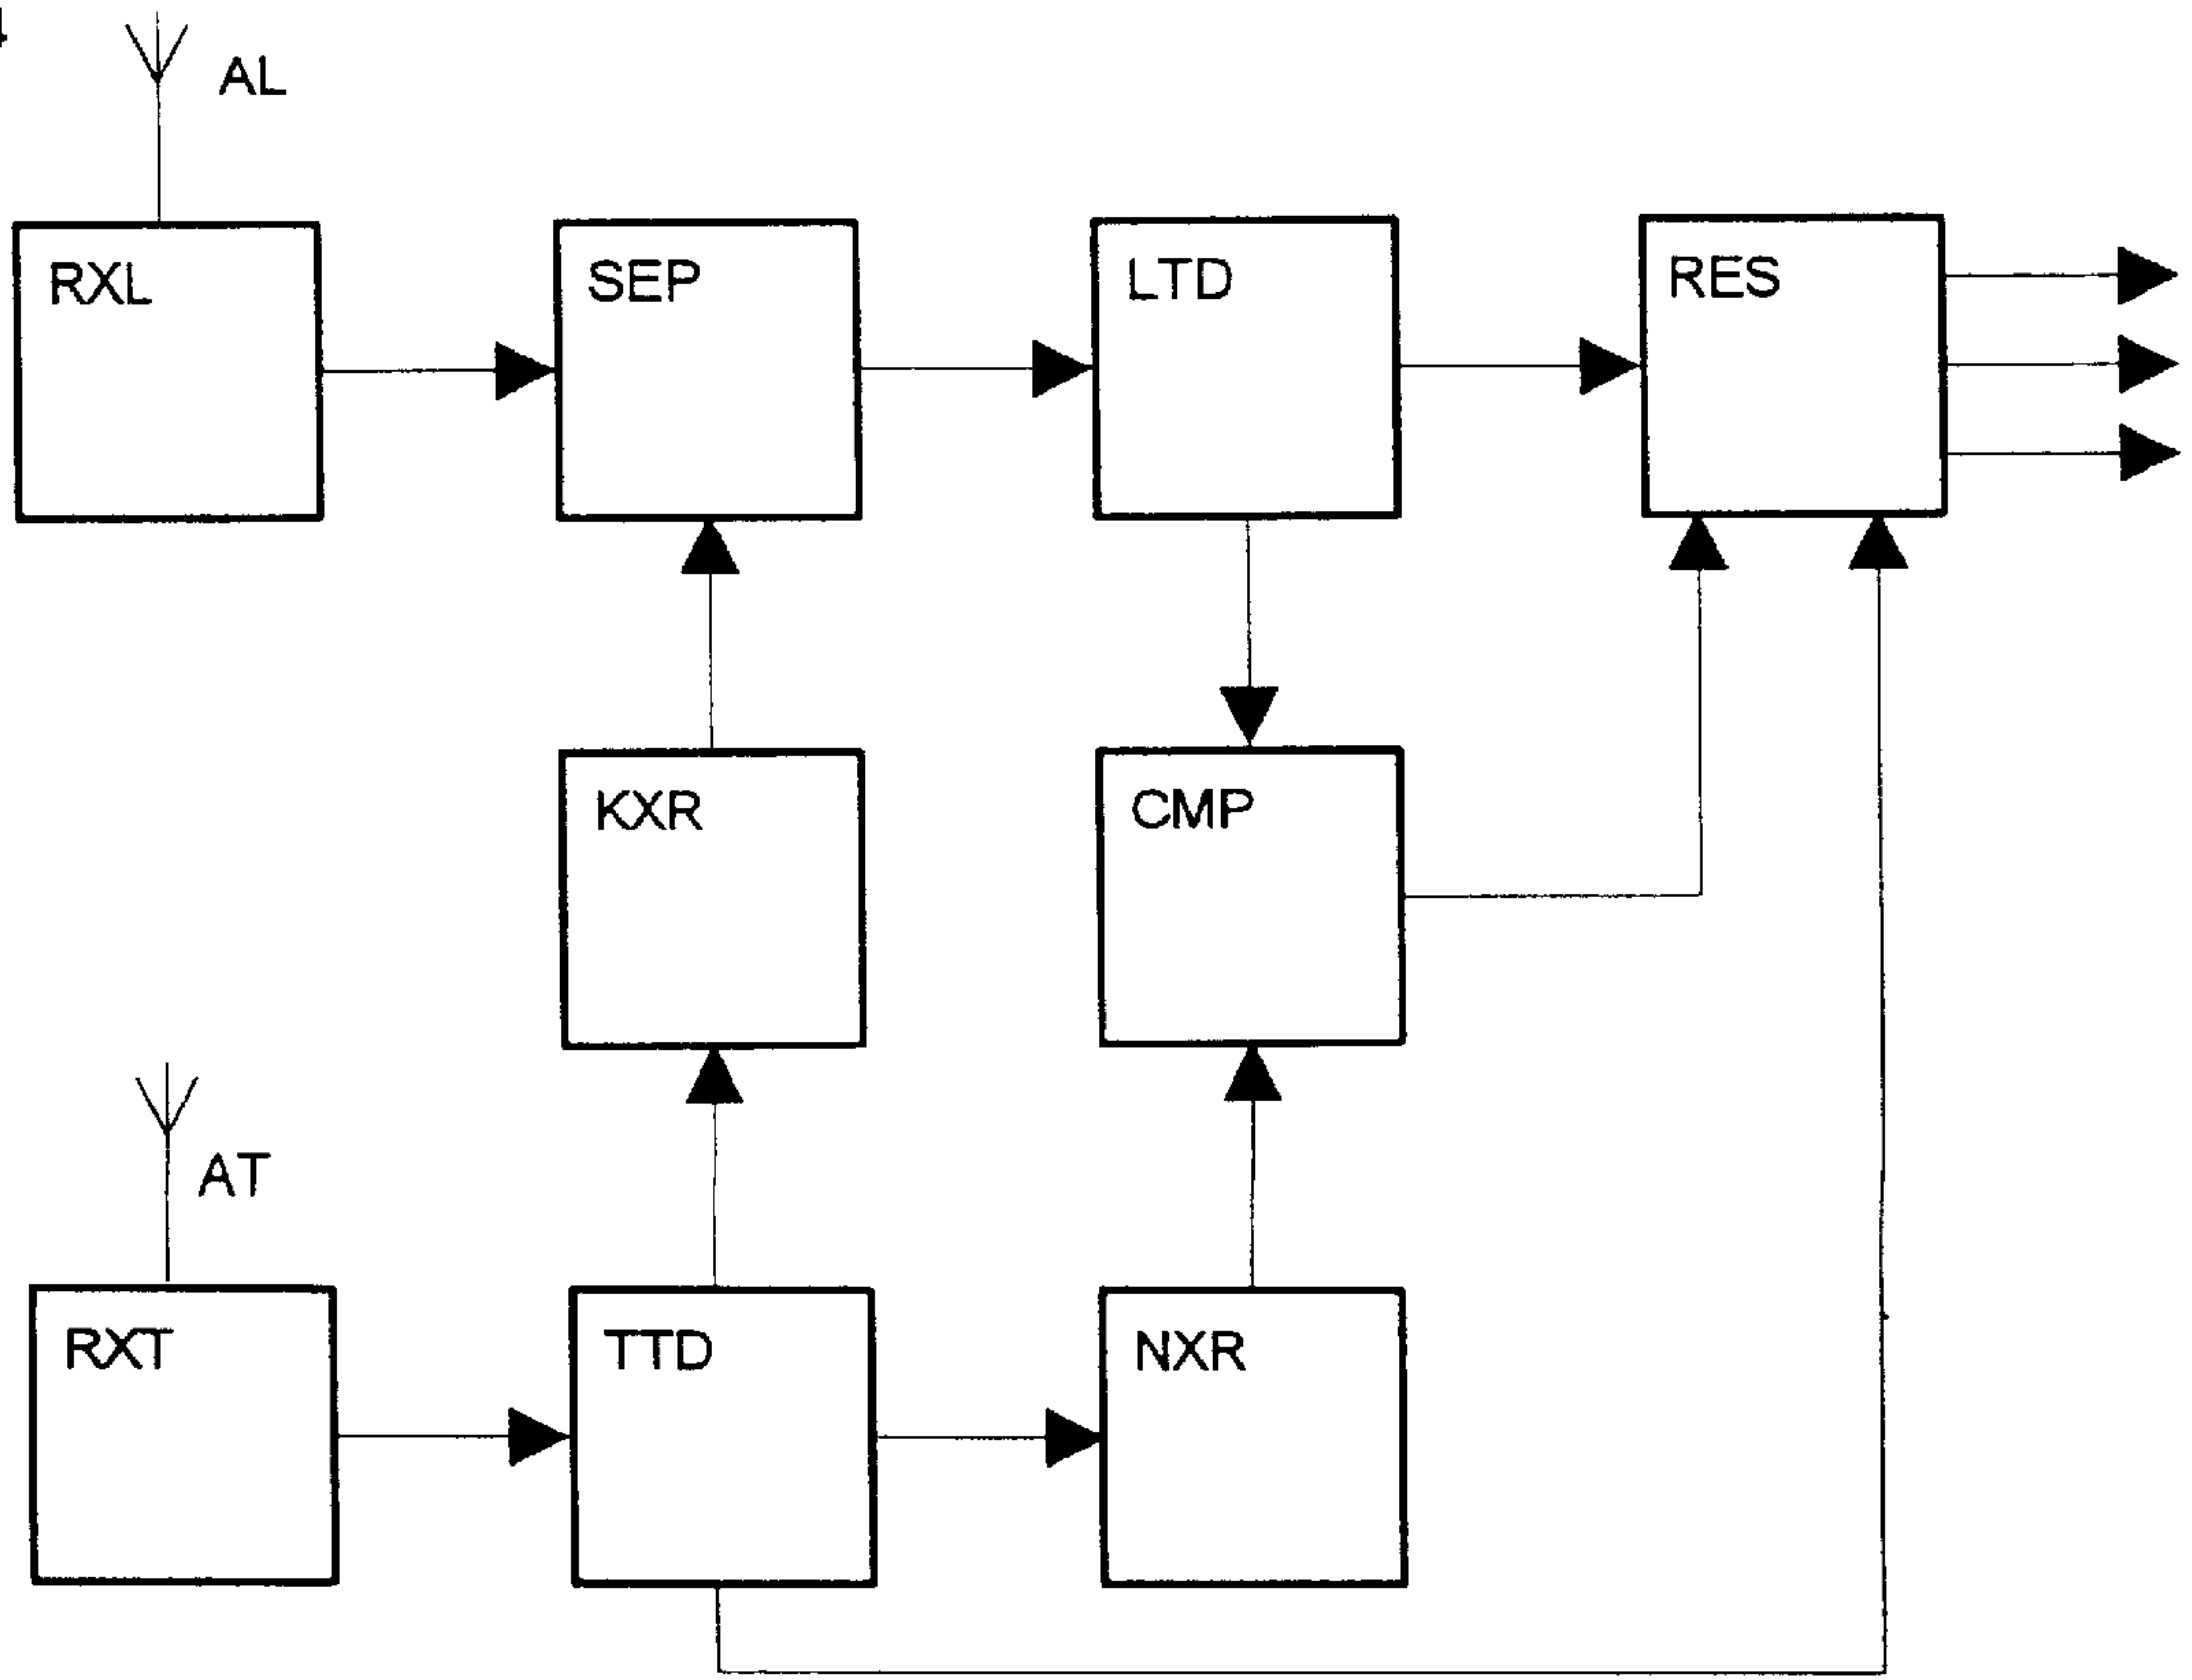 AL
RXL
SEP
LTD
RES
KXR
CMP
AT
RXT
TTD
NXR